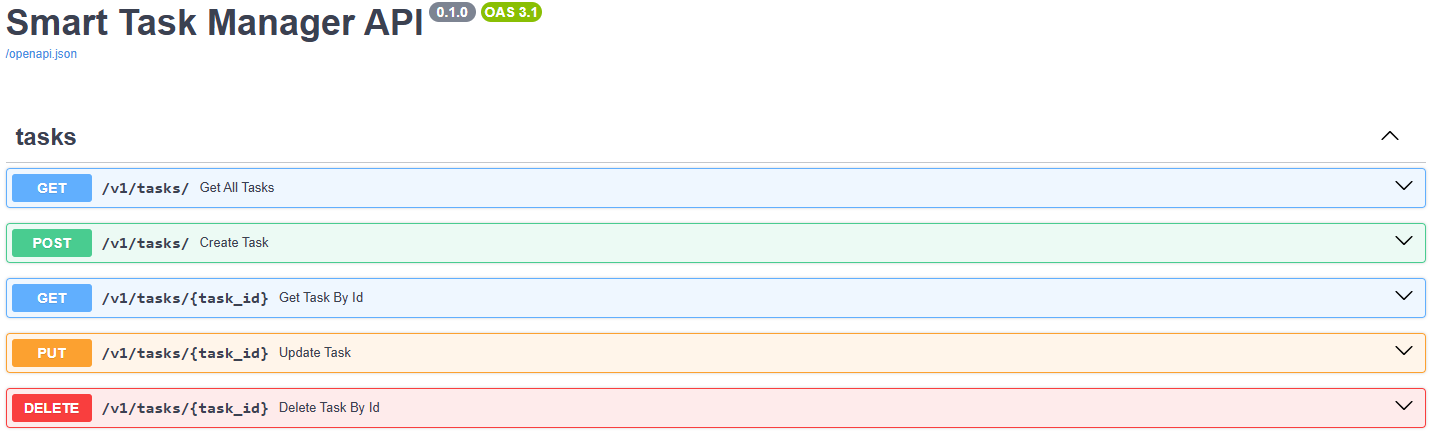 Smart Task Manager API 0.1.0 OAS 3.1
/openapi.json
tasks
GET /v1/tasks/ Get All Tasks
POST /v1/tasks/ Create Task
GET /v1/tasks/{task_id} Get Task By Id
PUT /v1/tasks/{task_id} Update Task
DELETE /v1/tasks/{task_id} Delete Task By Id